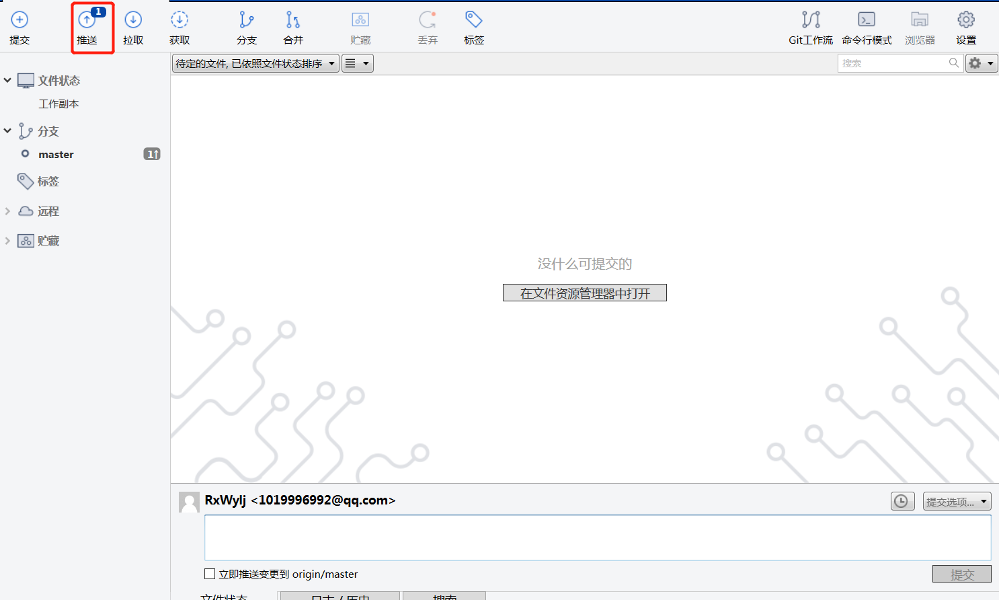 1
提交 推送 拉取 获取 分支 合并 贮藏 丢弃 标签 Git工作流 命令行模式 浏览器 设置
待定的文件, 已依照文件状态排序 搜索
文件状态
工作副本
分支
master 1↑
标签
远程
贮藏
没什么可提交的
在文件资源管理器中打开
RxWylj <1019996992@qq.com> 提交选项...
立即推送变更到 origin/master 提交
文件状态 日志 / 历史 搜索